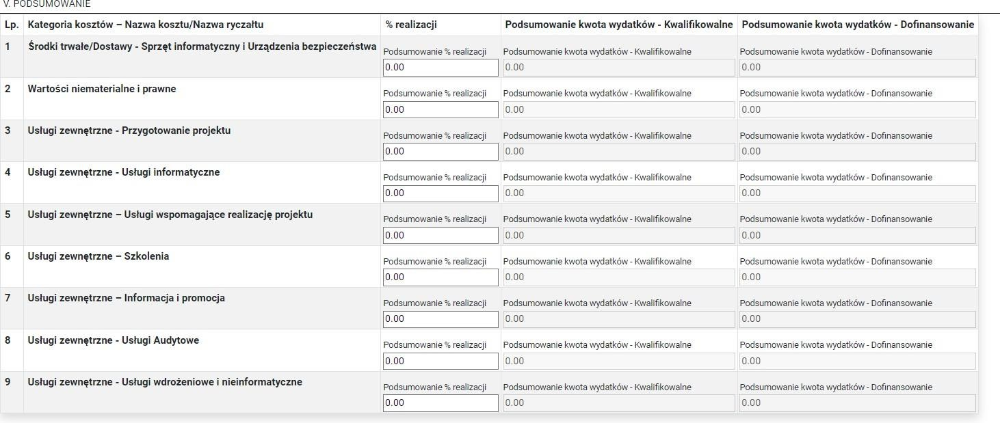 V. PODSUMOWANIE
Lp. Kategoria kosztów – Nazwa kosztu/Nazwa ryczałtu % realizacji Podsumowanie kwota wydatków - Kwalifikowalne Podsumowanie kwota wydatków - Dofinansowanie
1 Środki trwałe/Dostawy - Sprzęt informatyczny i Urządzenia bezpieczeństwa Podsumowanie % realizacji Podsumowanie kwota wydatków - Kwalifikowalne Podsumowanie kwota wydatków - Dofinansowanie
0.00 0.00 0.00
2 Wartości niematerialne i prawne Podsumowanie % realizacji Podsumowanie kwota wydatków - Kwalifikowalne Podsumowanie kwota wydatków - Dofinansowanie
0.00 0.00 0.00
3 Usługi zewnętrzne - Przygotowanie projektu Podsumowanie % realizacji Podsumowanie kwota wydatków - Kwalifikowalne Podsumowanie kwota wydatków - Dofinansowanie
0.00 0.00 0.00
4 Usługi zewnętrzne - Usługi informatyczne Podsumowanie % realizacji Podsumowanie kwota wydatków - Kwalifikowalne Podsumowanie kwota wydatków - Dofinansowanie
0.00 0.00 0.00
5 Usługi zewnętrzne – Usługi wspomagające realizację projektu Podsumowanie % realizacji Podsumowanie kwota wydatków - Kwalifikowalne Podsumowanie kwota wydatków - Dofinansowanie
0.00 0.00 0.00
6 Usługi zewnętrzne – Szkolenia Podsumowanie % realizacji Podsumowanie kwota wydatków - Kwalifikowalne Podsumowanie kwota wydatków - Dofinansowanie
0.00 0.00 0.00
7 Usługi zewnętrzne – Informacja i promocja Podsumowanie % realizacji Podsumowanie kwota wydatków - Kwalifikowalne Podsumowanie kwota wydatków - Dofinansowanie
0.00 0.00 0.00
8 Usługi zewnętrzne - Usługi Audytowe Podsumowanie % realizacji Podsumowanie kwota wydatków - Kwalifikowalne Podsumowanie kwota wydatków - Dofinansowanie
0.00 0.00 0.00
9 Usługi zewnętrzne - Usługi wdrożeniowe i nieinformatyczne Podsumowanie % realizacji Podsumowanie kwota wydatków - Kwalifikowalne Podsumowanie kwota wydatków - Dofinansowanie
0.00 0.00 0.00